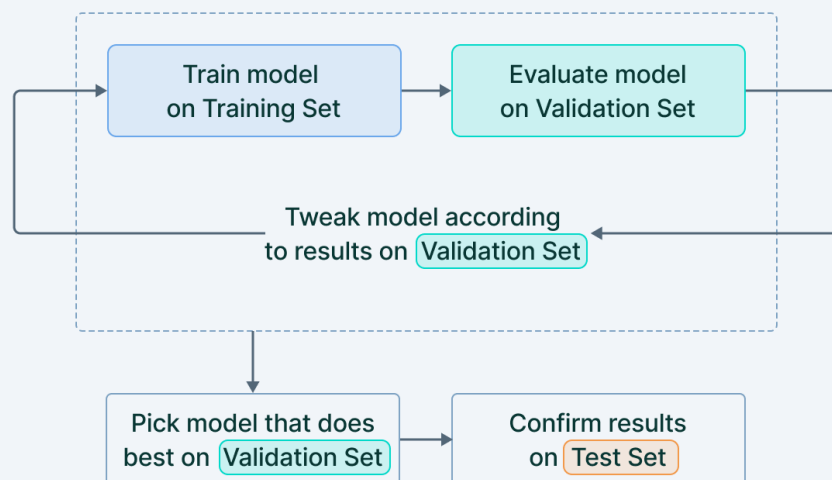 Train model
on Training Set
Evaluate model
on Validation Set
Tweak model according
to results on Validation Set
Pick model that does
best on Validation Set
Confirm results
on Test Set